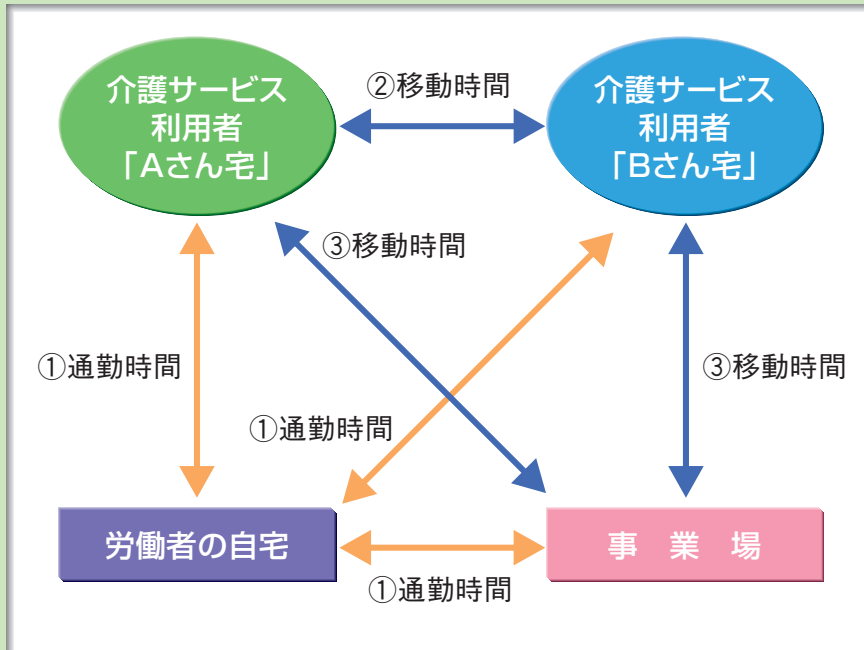 介護サービス
利用者
「Aさん宅」
②移動時間
介護サービス
利用者
「Bさん宅」
③移動時間
①通勤時間
③移動時間
①通勤時間
労働者の自宅
事 業 場
①通勤時間